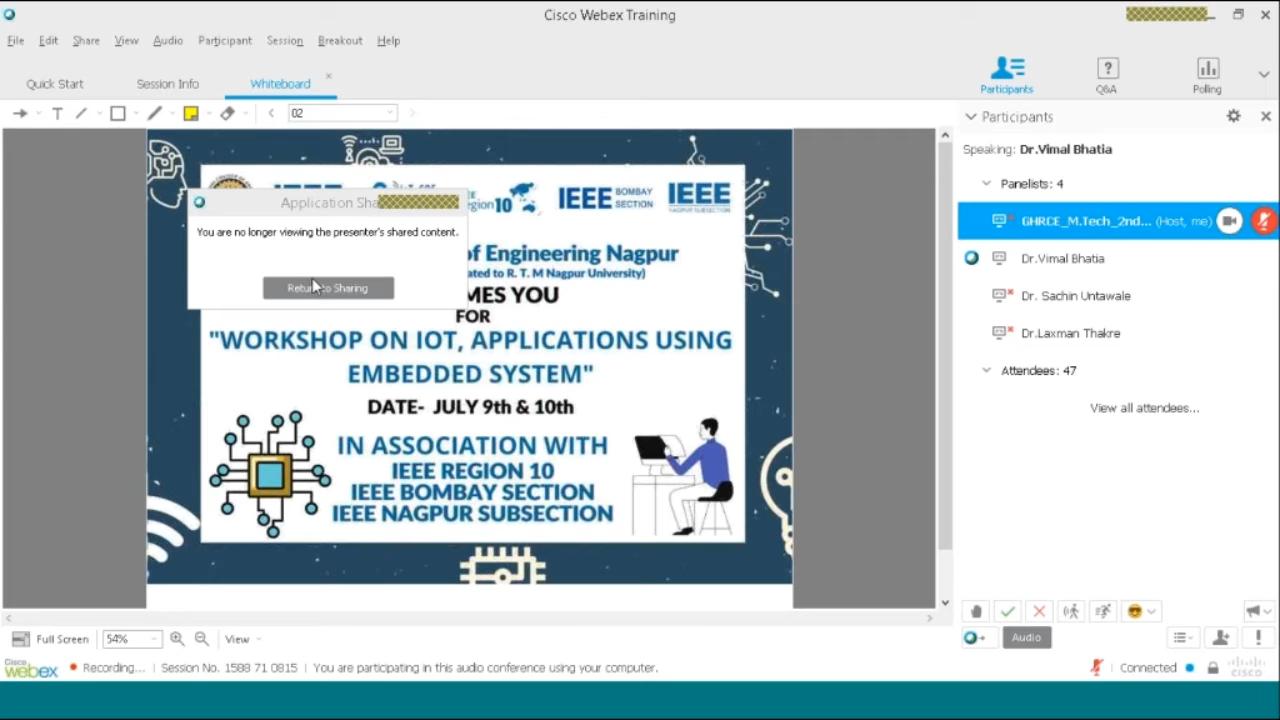 Cisco Webex Training
File Edit Share View Audio Participant Session Breakout Help
Quick Start Session Info Whiteboard
Participants Q&A Polling
02
Participants
Speaking: Dr.Vimal Bhatia
Panelists: 4
GHRCE_M.Tech_2nd... (Host, me)
Dr.Vimal Bhatia
Dr. Sachin Untawale
Dr.Laxman Thakre
Attendees: 47
View all attendees...
IEEE BOMBAY SECTION
IEEE NAGPUR SUBSECTION
Application Sha
You are no longer viewing the presenter's shared content.
Return to Sharing
of Engineering Nagpur
to R. T. M Nagpur University)
YOU
FOR
"WORKSHOP ON IOT, APPLICATIONS USING
EMBEDDED SYSTEM"
DATE- JULY 9th & 10th
IN ASSOCIATION WITH
IEEE REGION 10
IEEE BOMBAY SECTION
IEEE NAGPUR SUBSECTION
Audio
Full Screen 54% View
Cisco webex Recording... Session No. 1588 71 0815 You are participating in this audio conference using your computer. Connected CISCO